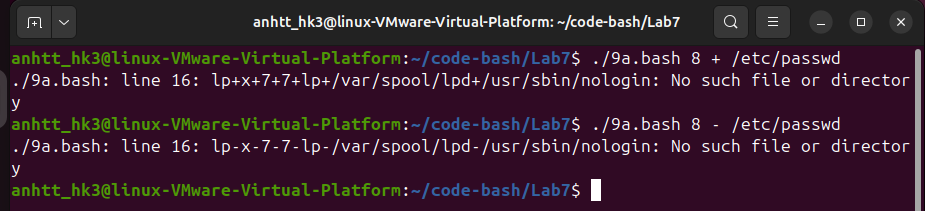 anhtt_hk3@linux-VMware-Virtual-Platform: ~/code-bash/Lab7
anhtt_hk3@linux-VMware-Virtual-Platform:~/code-bash/Lab7$ ./9a.bash 8 + /etc/passwd
./9a.bash: line 16: lp+x+7+7+lp+/var/spool/lpd+/usr/sbin/nologin: No such file or director
y
anhtt_hk3@linux-VMware-Virtual-Platform:~/code-bash/Lab7$ ./9a.bash 8 - /etc/passwd
./9a.bash: line 16: lp-x-7-7-lp-/var/spool/lpd-/usr/sbin/nologin: No such file or director
y
anhtt_hk3@linux-VMware-Virtual-Platform:~/code-bash/Lab7$